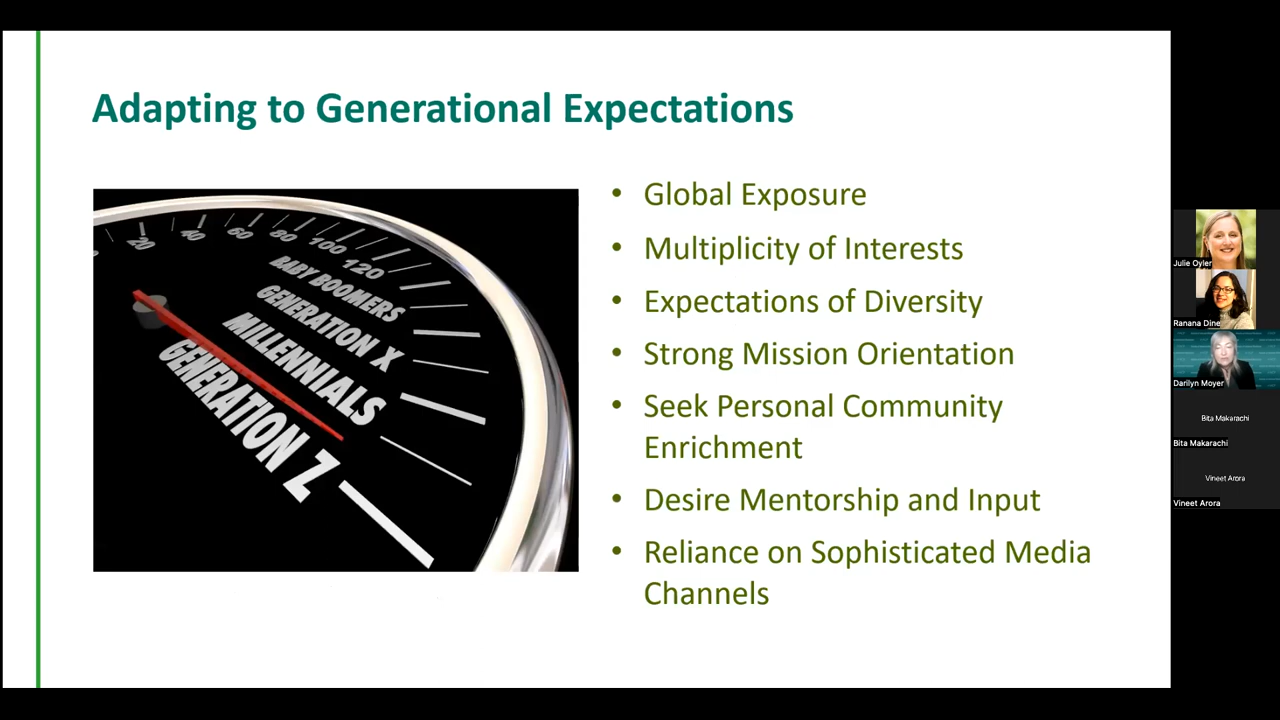 Adapting to Generational Expectations
20
40
60
80
100
120
BABY BOOMERS
GENERATION X
MILLENNIALS
GENERATION Z
• Global Exposure
• Multiplicity of Interests
• Expectations of Diversity
• Strong Mission Orientation
• Seek Personal Community
Enrichment
• Desire Mentorship and Input
• Reliance on Sophisticated Media
Channels
Julie Oyler
Ranana Dine
Darilyn Moyer
Bita Makarachi
Bita Makarachi
Vineet Arora
Vineet Arora